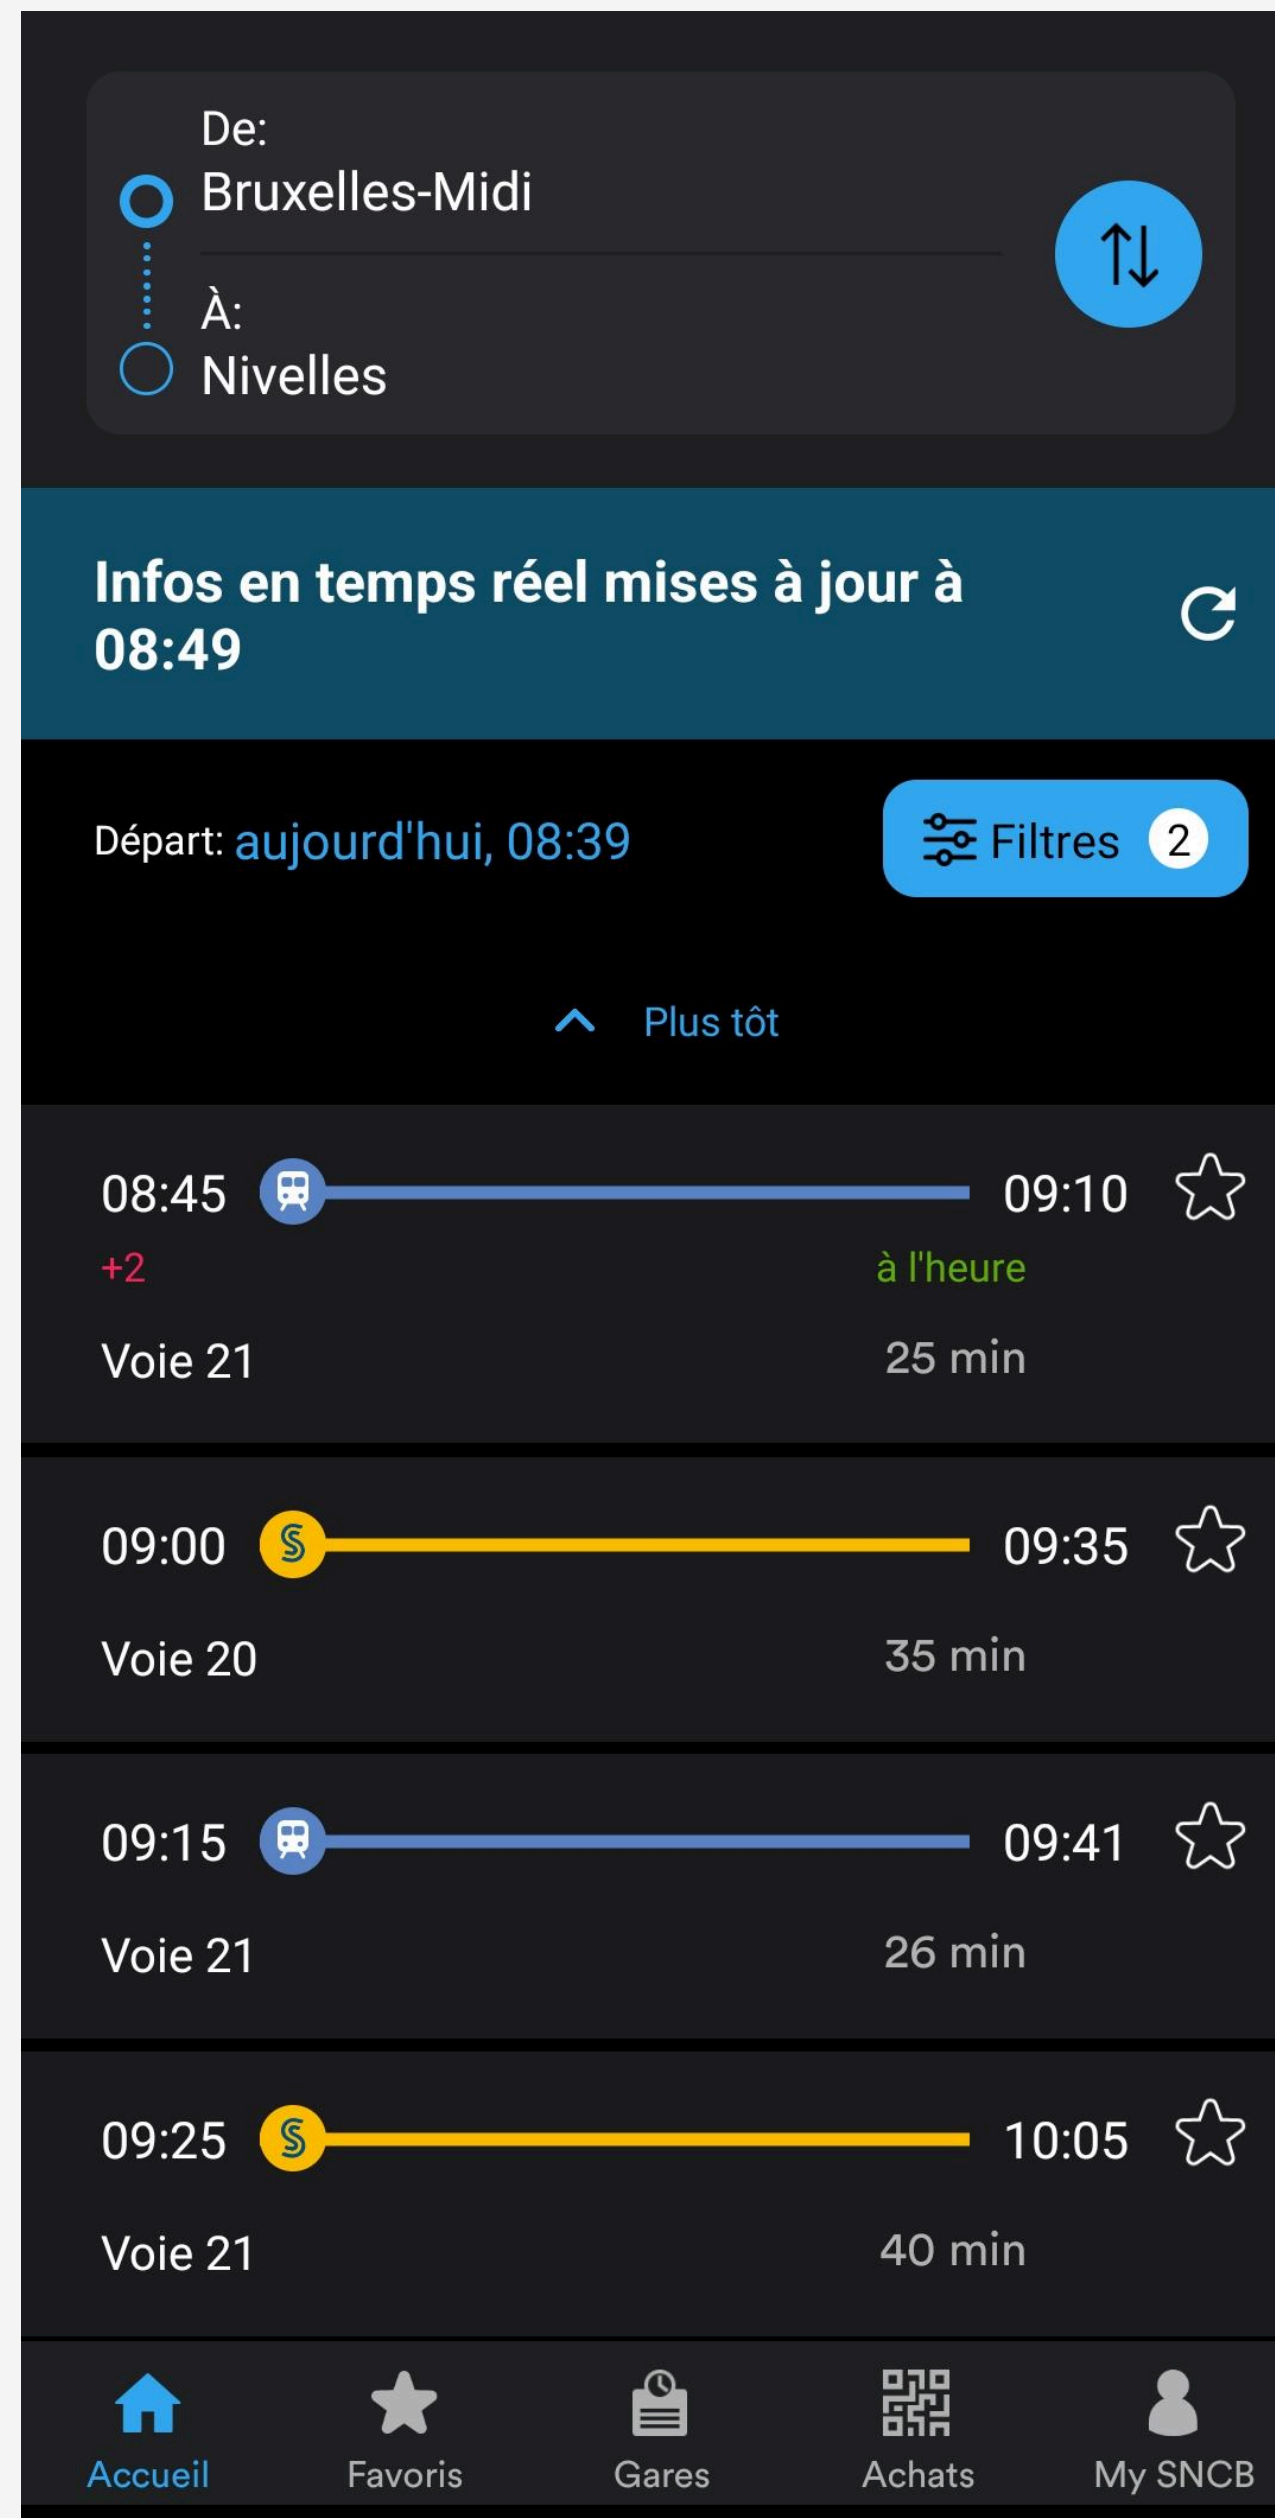 De:
Bruxelles-Midi
À:
Nivelles
Infos en temps réel mises à jour à
08:49
Départ: aujourd'hui, 08:39
Filtres 2
Plus tôt
08:45 09:10
+2 à l'heure
Voie 21 25 min
09:00 S 09:35
Voie 20 35 min
09:15 09:41
Voie 21 26 min
09:25 S 10:05
Voie 21 40 min
Accueil Favoris Gares Achats My SNCB